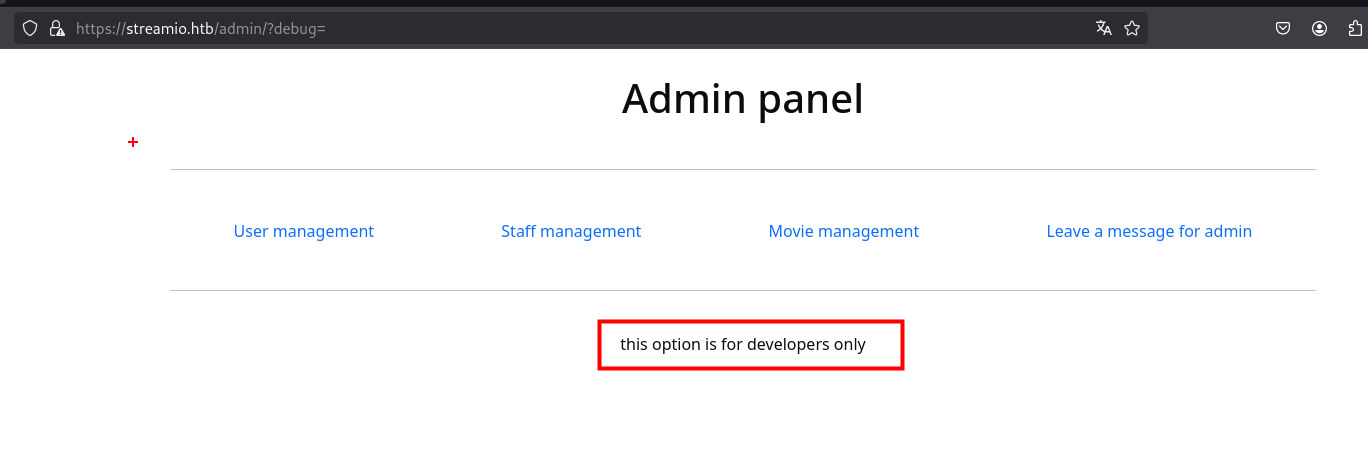 https://streamio.htb/admin/?debug=
Admin panel
User management Staff management Movie management Leave a message for admin
this option is for developers only